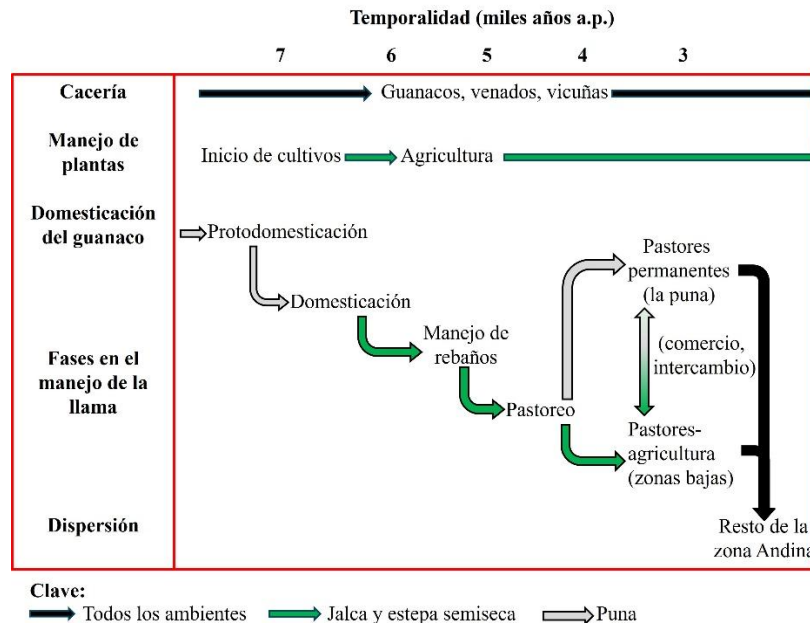 Temporalidad (miles años a.p.)
7 6 5 4 3
Cacería
Guanacos, venados, vicuñas
Manejo de
plantas
Inicio de cultivos
Agricultura
Domesticación
del guanaco
Protodomesticación
Domesticación
Fases en el
manejo de la
llama
Manejo de
rebaños
Pastoreo
Pastores
permanentes
(la puna)
(comercio,
intercambio)
Pastores-
agricultura
(zonas bajas)
Dispersión
Resto de la
zona Andina
Clave:
Todos los ambientes
Jalca y estepa semiseca
Puna